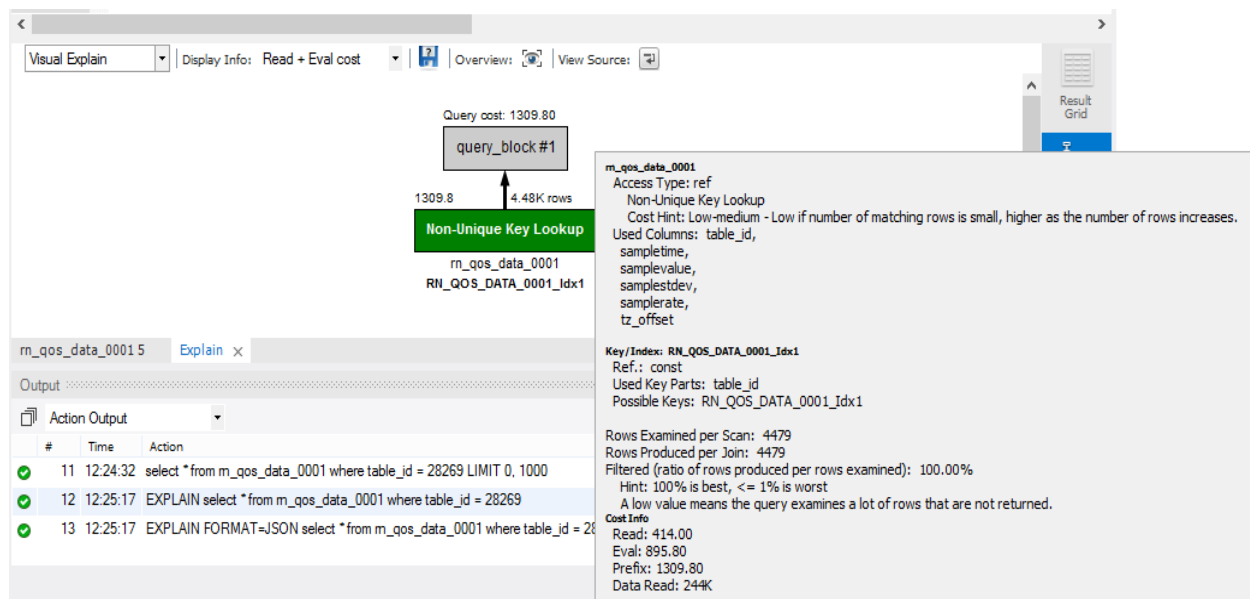 Visual Explain
Display Info: Read + Eval cost
Overview:
View Source:
Result
Grid
Query cost: 1309.80
query_block #1
1309.8
4.48K rows
Non-Unique Key Lookup
rn_qos_data_0001
RN_QOS_DATA_0001_Idx1
rn_qos_data_0001
Access Type: ref
Non-Unique Key Lookup
Cost Hint: Low-medium - Low if number of matching rows is small, higher as the number of rows increases.
Used Columns: table_id,
sampletime,
samplevalue,
samplestdev,
samplerate,
tz_offset
Key/Index: RN_QOS_DATA_0001_Idx1
Ref.: const
Used Key Parts: table_id
Possible Keys: RN_QOS_DATA_0001_Idx1
Rows Examined per Scan: 4479
Rows Produced per Join: 4479
Filtered (ratio of rows produced per rows examined): 100.00%
Hint: 100% is best, <= 1% is worst
A low value means the query examines a lot of rows that are not returned.
Cost Info
Read: 414.00
Eval: 895.80
Prefix: 1309.80
Data Read: 244K
rn_qos_data_0001 5
Explain
Output
Action Output
# Time Action
11 12:24:32 select * from rn_qos_data_0001 where table_id = 28269 LIMIT 0, 1000
12 12:25:17 EXPLAIN select * from rn_qos_data_0001 where table_id = 28269
13 12:25:17 EXPLAIN FORMAT=JSON select * from rn_qos_data_0001 where table_id = 28